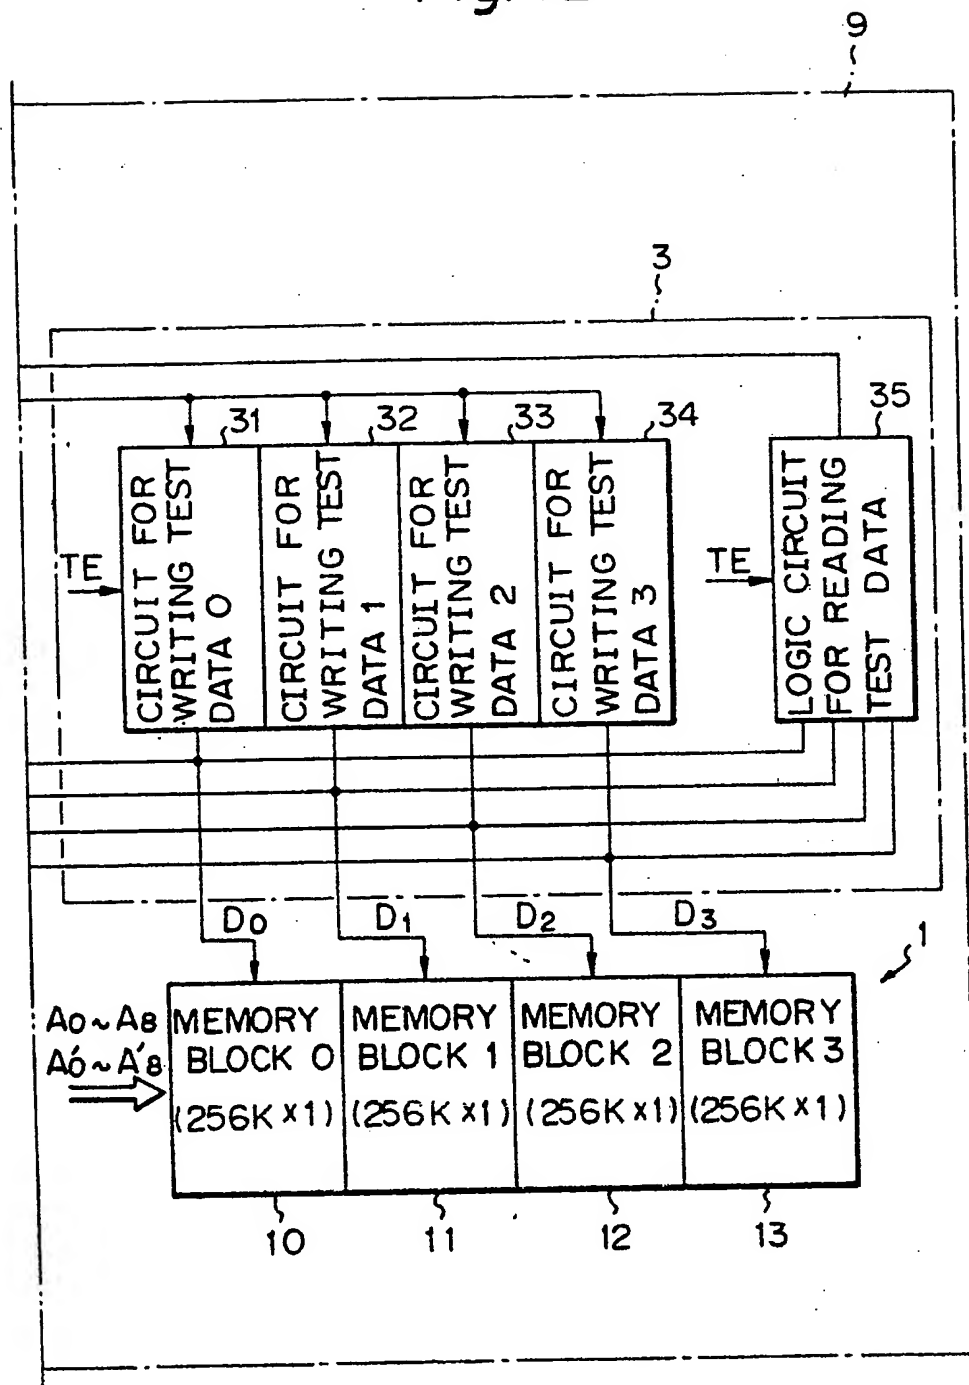 9
3
31 32 33 34 35
CIRCUIT FOR
WRITING TEST
DATA 0
CIRCUIT FOR
WRITING TEST
DATA 1
CIRCUIT FOR
WRITING TEST
DATA 2
CIRCUIT FOR
WRITING TEST
DATA 3
LOGIC CIRCUIT
FOR READING
TEST DATA
TE
TE
D0 D1 D2 D3
1
A0~A8
A'0~A'8
MEMORY
BLOCK 0
(256K×1)
MEMORY
BLOCK 1
(256K×1)
MEMORY
BLOCK 2
(256K×1)
MEMORY
BLOCK 3
(256K×1)
10 11 12 13